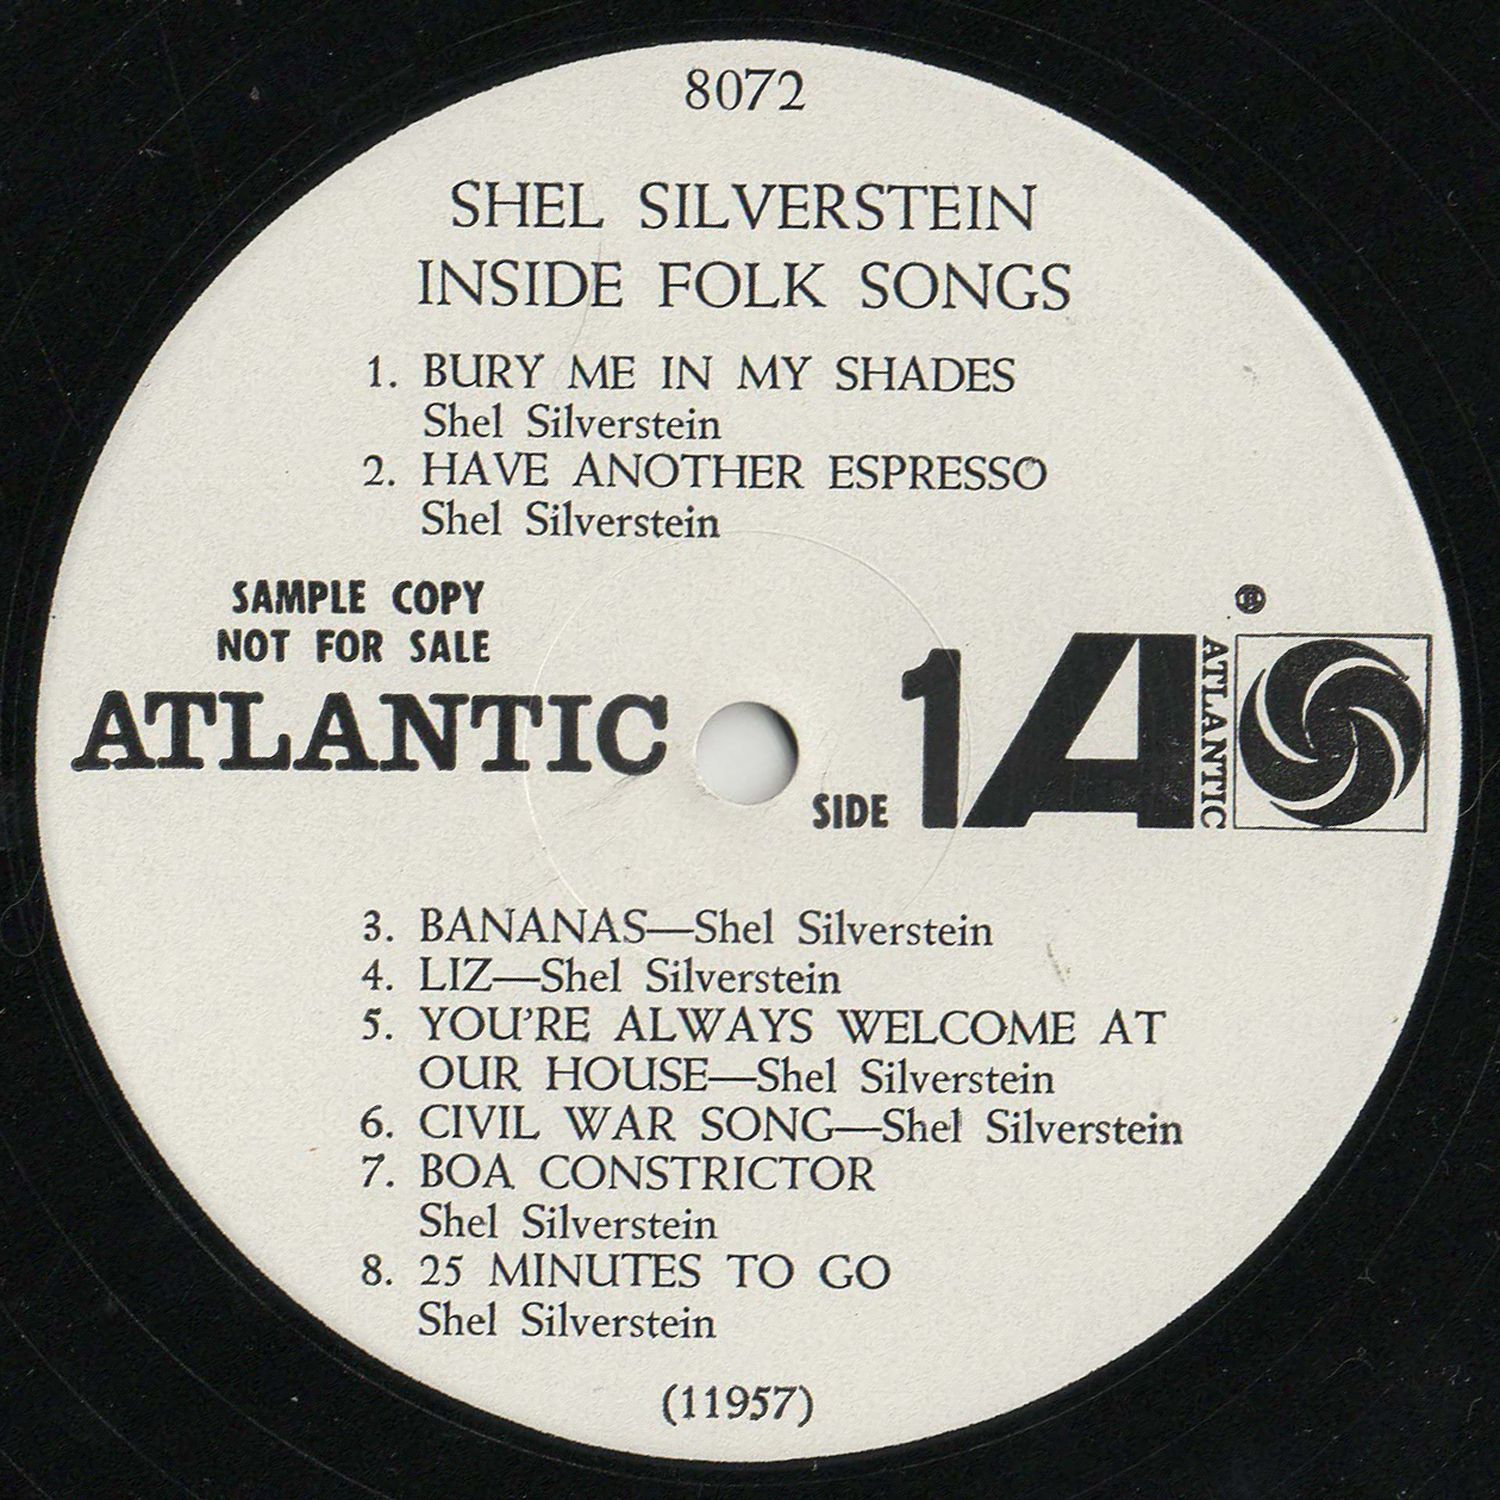 8072
SHEL SILVERSTEIN
INSIDE FOLK SONGS
1. BURY ME IN MY SHADES
Shel Silverstein
2. HAVE ANOTHER ESPRESSO
Shel Silverstein
SAMPLE COPY
NOT FOR SALE
ATLANTIC
SIDE 1
A
ATLANTIC
®
3. BANANAS—Shel Silverstein
4. LIZ—Shel Silverstein
5. YOU'RE ALWAYS WELCOME AT
OUR HOUSE—Shel Silverstein
6. CIVIL WAR SONG—Shel Silverstein
7. BOA CONSTRICTOR
Shel Silverstein
8. 25 MINUTES TO GO
Shel Silverstein
(11957)